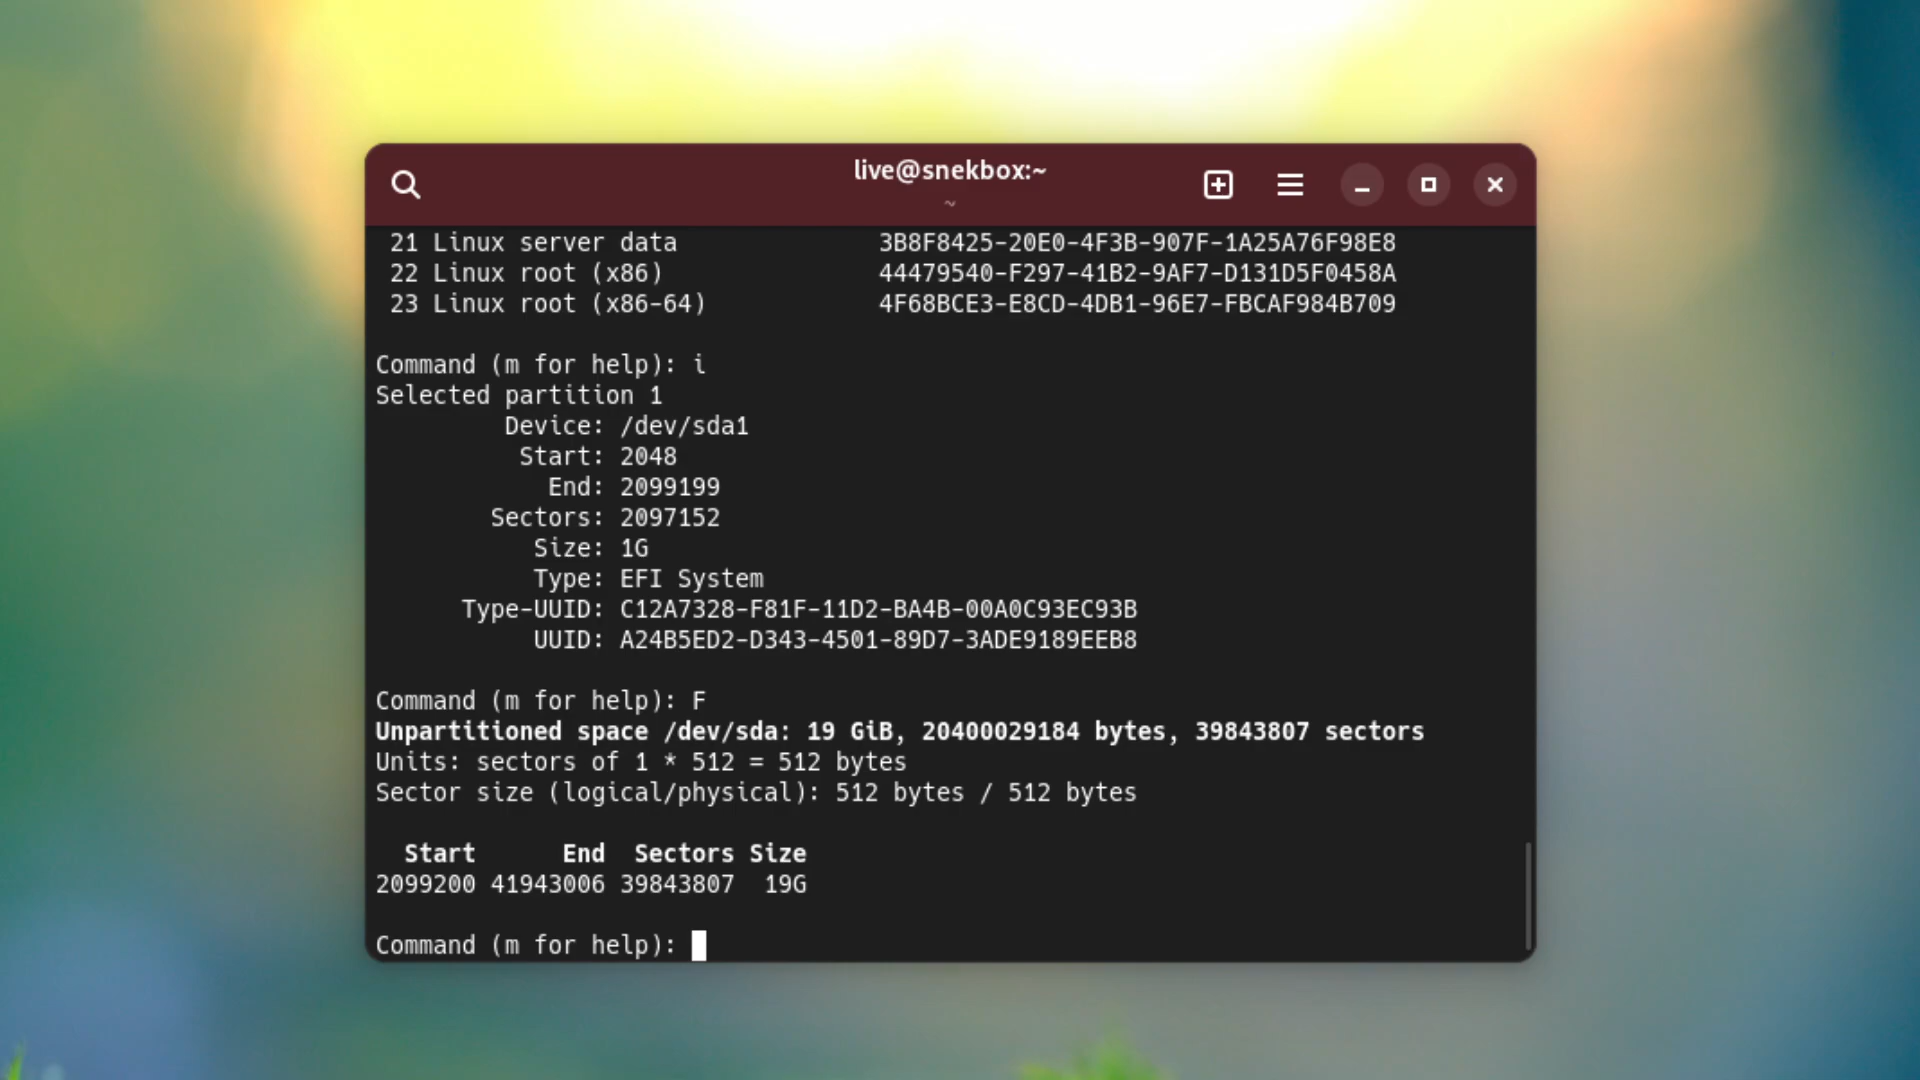 live@snekbox:~
~
21 Linux server data 3B8F8425-20E0-4F3B-907F-1A25A76F98E8
22 Linux root (x86) 44479540-F297-41B2-9AF7-D131D5F0458A
23 Linux root (x86-64) 4F68BCE3-E8CD-4DB1-96E7-FBCAF984B709
Command (m for help): i
Selected partition 1
Device: /dev/sda1
Start: 2048
End: 2099199
Sectors: 2097152
Size: 1G
Type: EFI System
Type-UUID: C12A7328-F81F-11D2-BA4B-00A0C93EC93B
UUID: A24B5ED2-D343-4501-89D7-3ADE9189EEB8
Command (m for help): F
Unpartitioned space /dev/sda: 19 GiB, 20400029184 bytes, 39843807 sectors
Units: sectors of 1 * 512 = 512 bytes
Sector size (logical/physical): 512 bytes / 512 bytes
Start End Sectors Size
2099200 41943006 39843807 19G
Command (m for help):